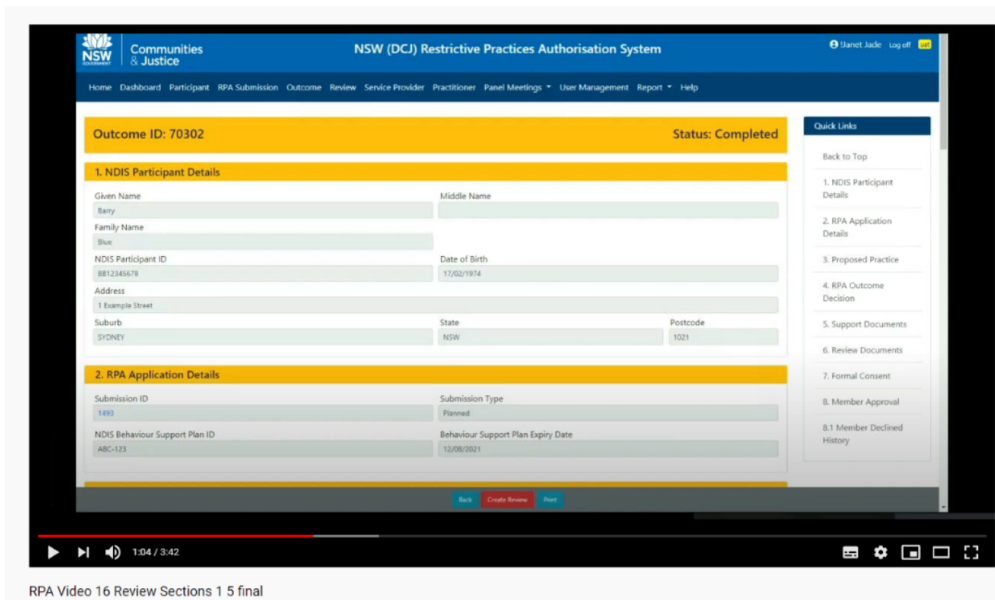 NSW
GOVERNMENT
Communities
& Justice
NSW (DCJ) Restrictive Practices Authorisation System
Log off
Home Dashboard Participant RPA Submission Outcome Review Service Provider Practitioner Panel Meetings User Management Report Help
Outcome ID: 70302
Status: Completed
1. NDIS Participant Details
Given Name
Middle Name
Barry
Family Name
Blue
NDIS Participant ID
Date of Birth
BB12345678
17/02/1974
Address
1 Example Street
Suburb
State
Postcode
SYDNEY
NSW
1021
2. RPA Application Details
Submission ID
Submission Type
1493
Planned
NDIS Behaviour Support Plan ID
Behaviour Support Plan Expiry Date
ABC-123
12/08/2021
Quick Links
Back to Top
1. NDIS Participant
Details
2. RPA Application
Details
3. Proposed Practice
4. RPA Outcome
Decision
5. Support Documents
6. Review Documents
7. Formal Consent
8. Member Approval
8.1 Member Declined
History
Back Create Review Print
1:04 / 3:42
RPA Video 16 Review Sections 1 5 final